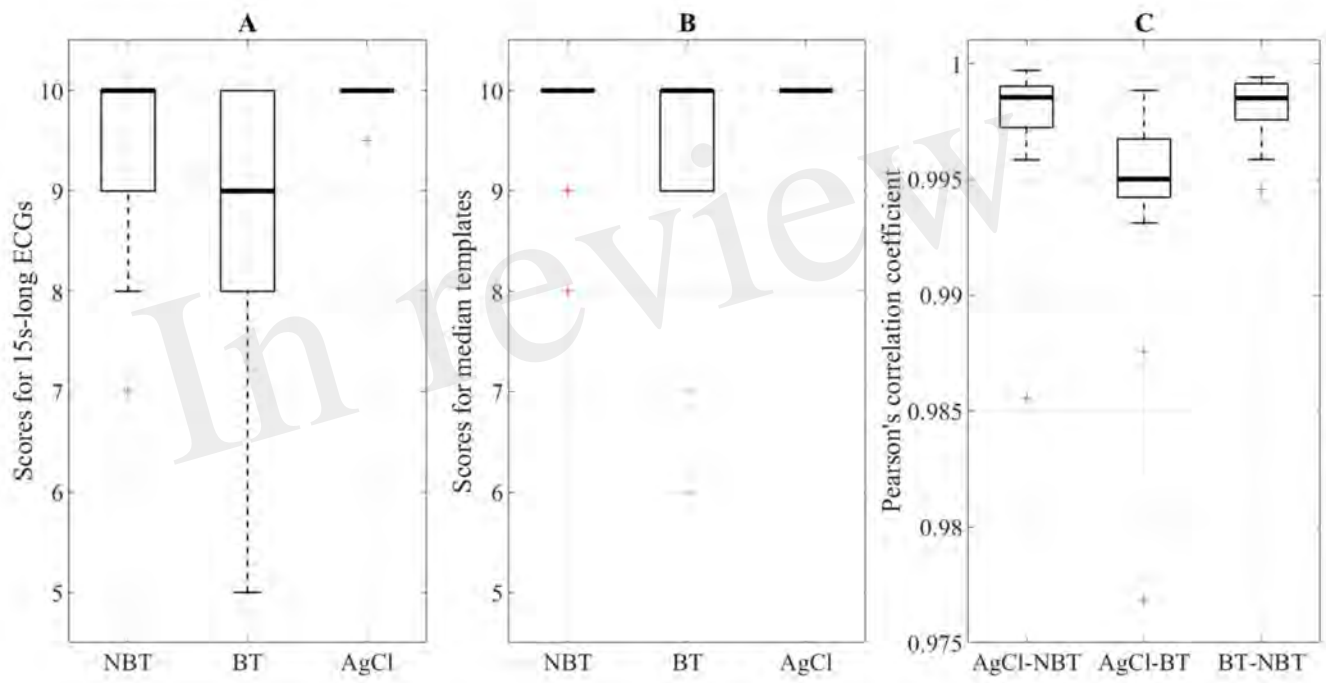 A
Scores for 15s-long ECGs
10
9
8
7
6
5
NBT BT AgCl
B
Scores for median templates
10
9
8
7
6
5
NBT BT AgCl
C
Pearson's correlation coefficient
1
0.995
0.99
0.985
0.98
0.975
AgCl-NBT AgCl-BT BT-NBT
In review